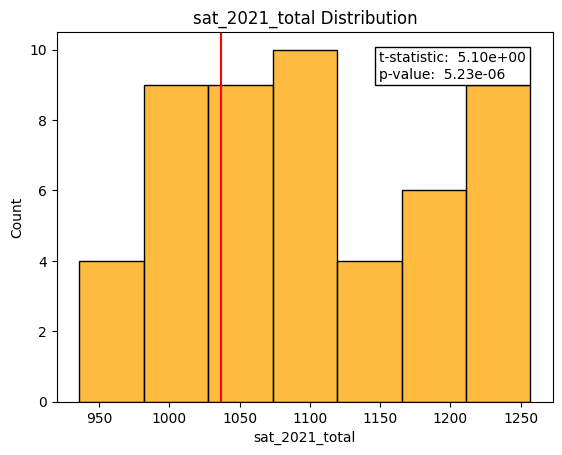 sat_2021_total Distribution
t-statistic:  5.10e+00
p-value:  5.23e-06
10
8
6
4
2
0
Count
950
1000
1050
1100
1150
1200
1250
sat_2021_total